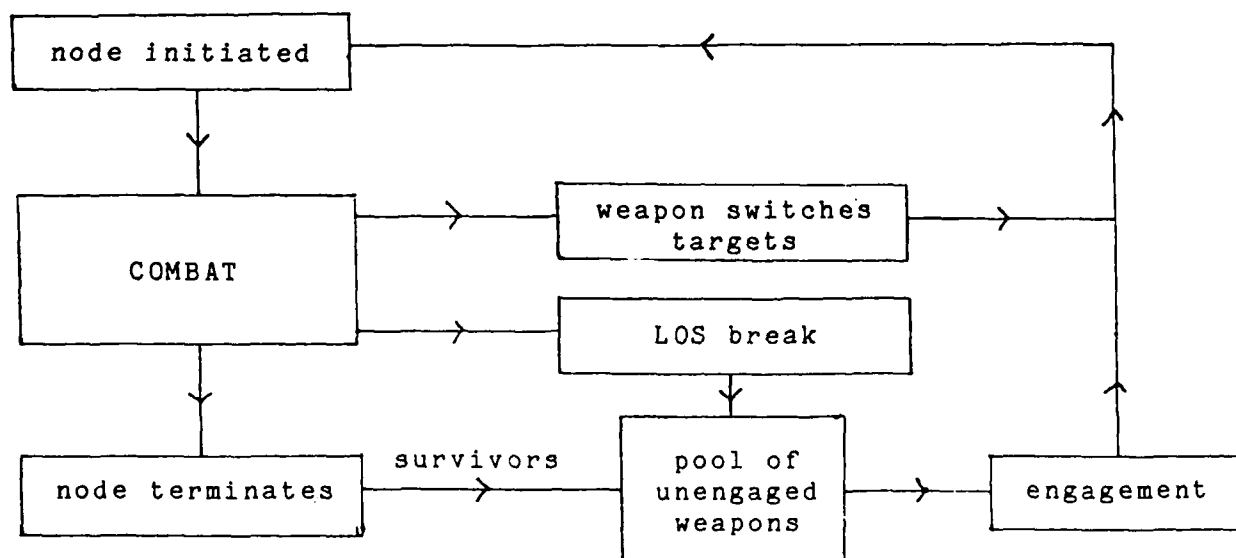 node initiated
weapon switches
targets
COMBAT
LOS break
survivors
pool of
unengaged
weapons
node terminates
engagement